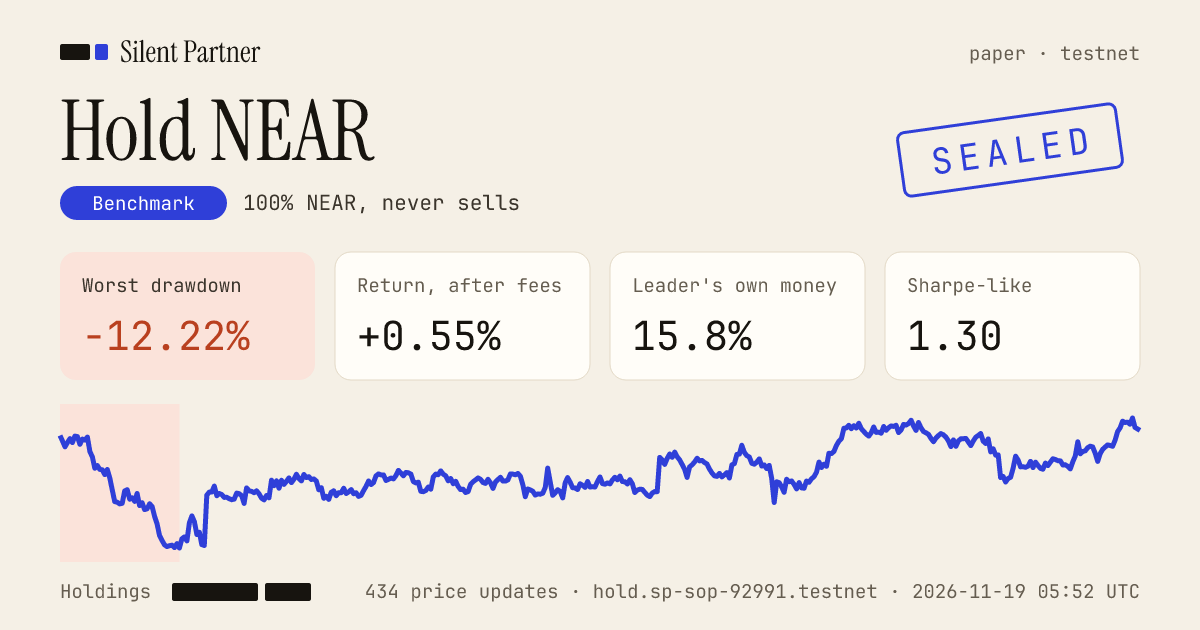 Silent Partner
paper · testnet
Hold NEAR
SEALED
Benchmark
100% NEAR, never sells
Worst drawdown
-12.22%
Return, after fees
+0.55%
Leader's own money
15.8%
Sharpe-like
1.30
Holdings
434 price updates · hold.sp-sop-92991.testnet · 2026-11-19 05:52 UTC